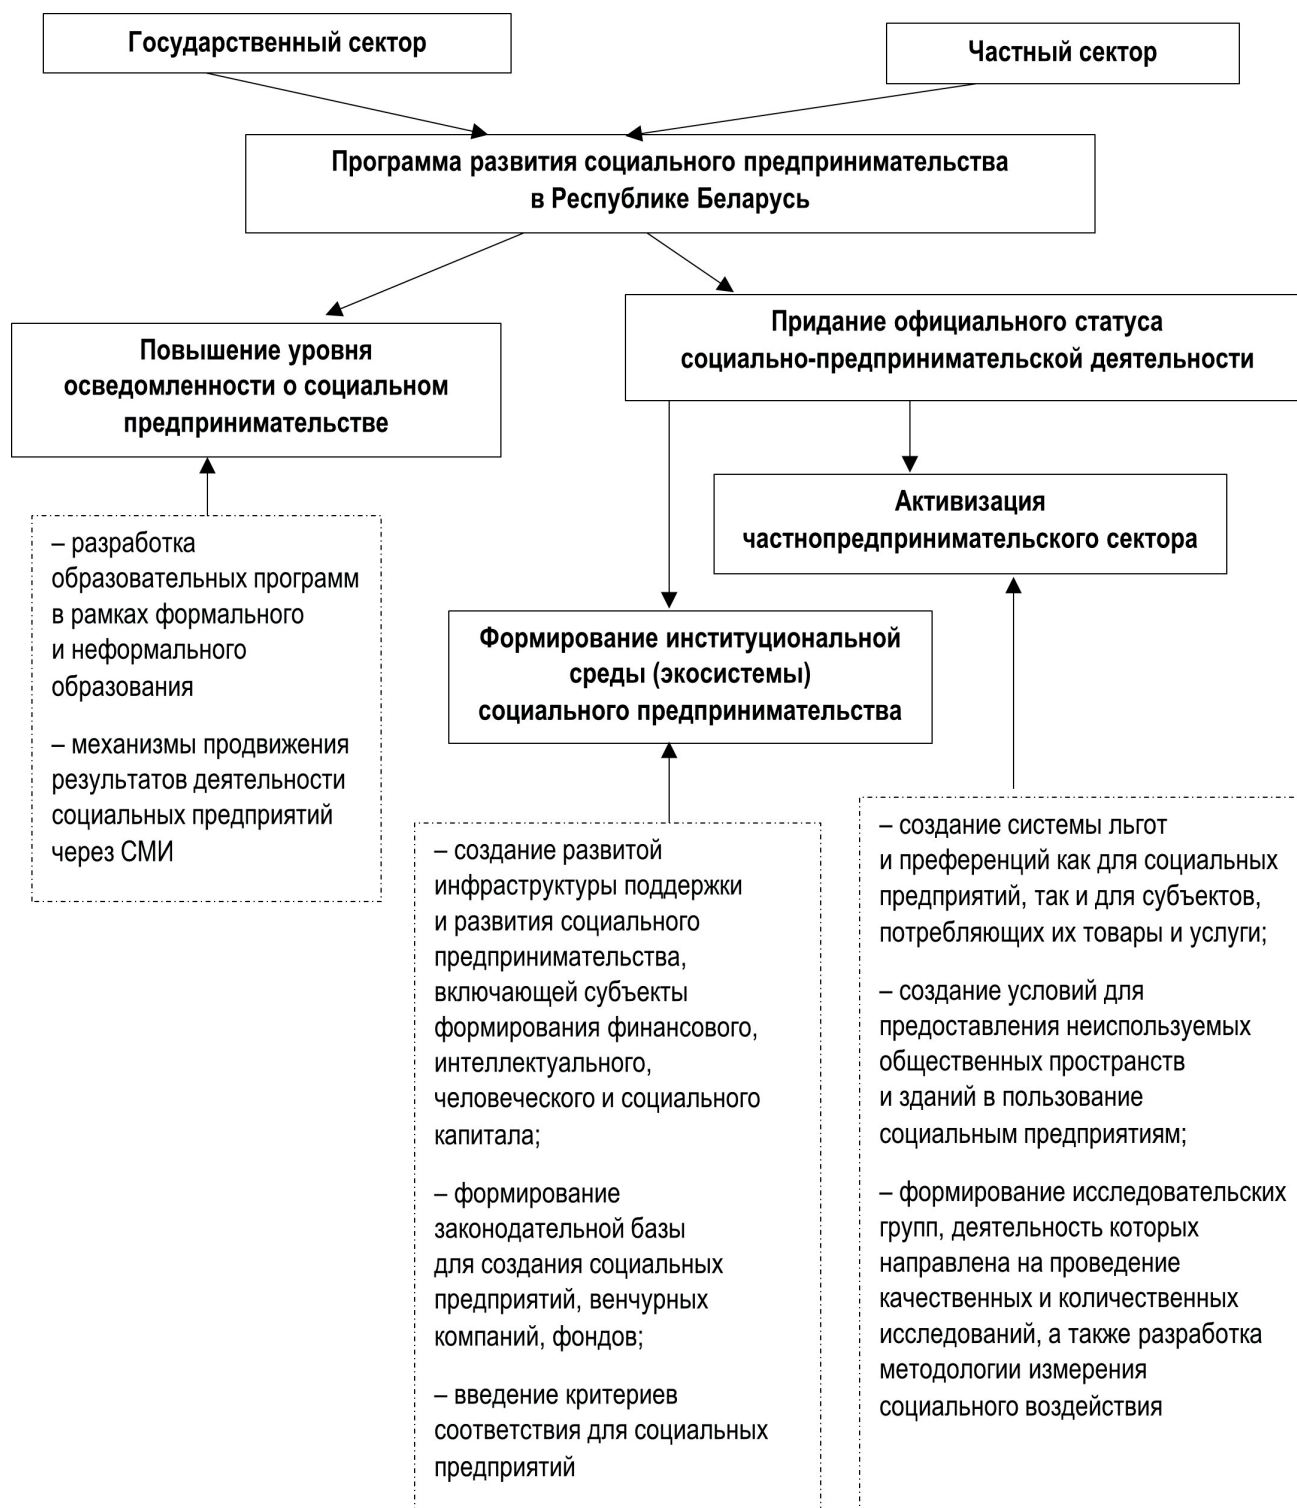 Государственный сектор
Частный сектор
Программа развития социального предпринимательства
в Республике Беларусь
Повышение уровня
осведомленности о социальном
предпринимательстве
Придание официального статуса
социально-предпринимательской деятельности
Активизация
частнопредпринимательского сектора
– разработка
образовательных программ
в рамках формального
и неформального
образования
– механизмы продвижения
результатов деятельности
социальных предприятий
через СМИ
Формирование институциональной
среды (экосистемы)
социального предпринимательства
– создание развитой
инфраструктуры поддержки
и развития социального
предпринимательства,
включающей субъекты
формирования финансового,
интеллектуального,
человеческого и социального
капитала;
– формирование
законодательной базы
для создания социальных
предприятий, венчурных
компаний, фондов;
– введение критериев
соответствия для социальных
предприятий
– создание системы льгот
и преференций как для социальных
предприятий, так и для субъектов,
потребляющих их товары и услуги;
– создание условий для
предоставления неиспользуемых
общественных пространств
и зданий в пользование
социальным предприятиям;
– формирование исследовательских
групп, деятельность которых
направлена на проведение
качественных и количественных
исследований, а также разработка
методологии измерения
социального воздействия